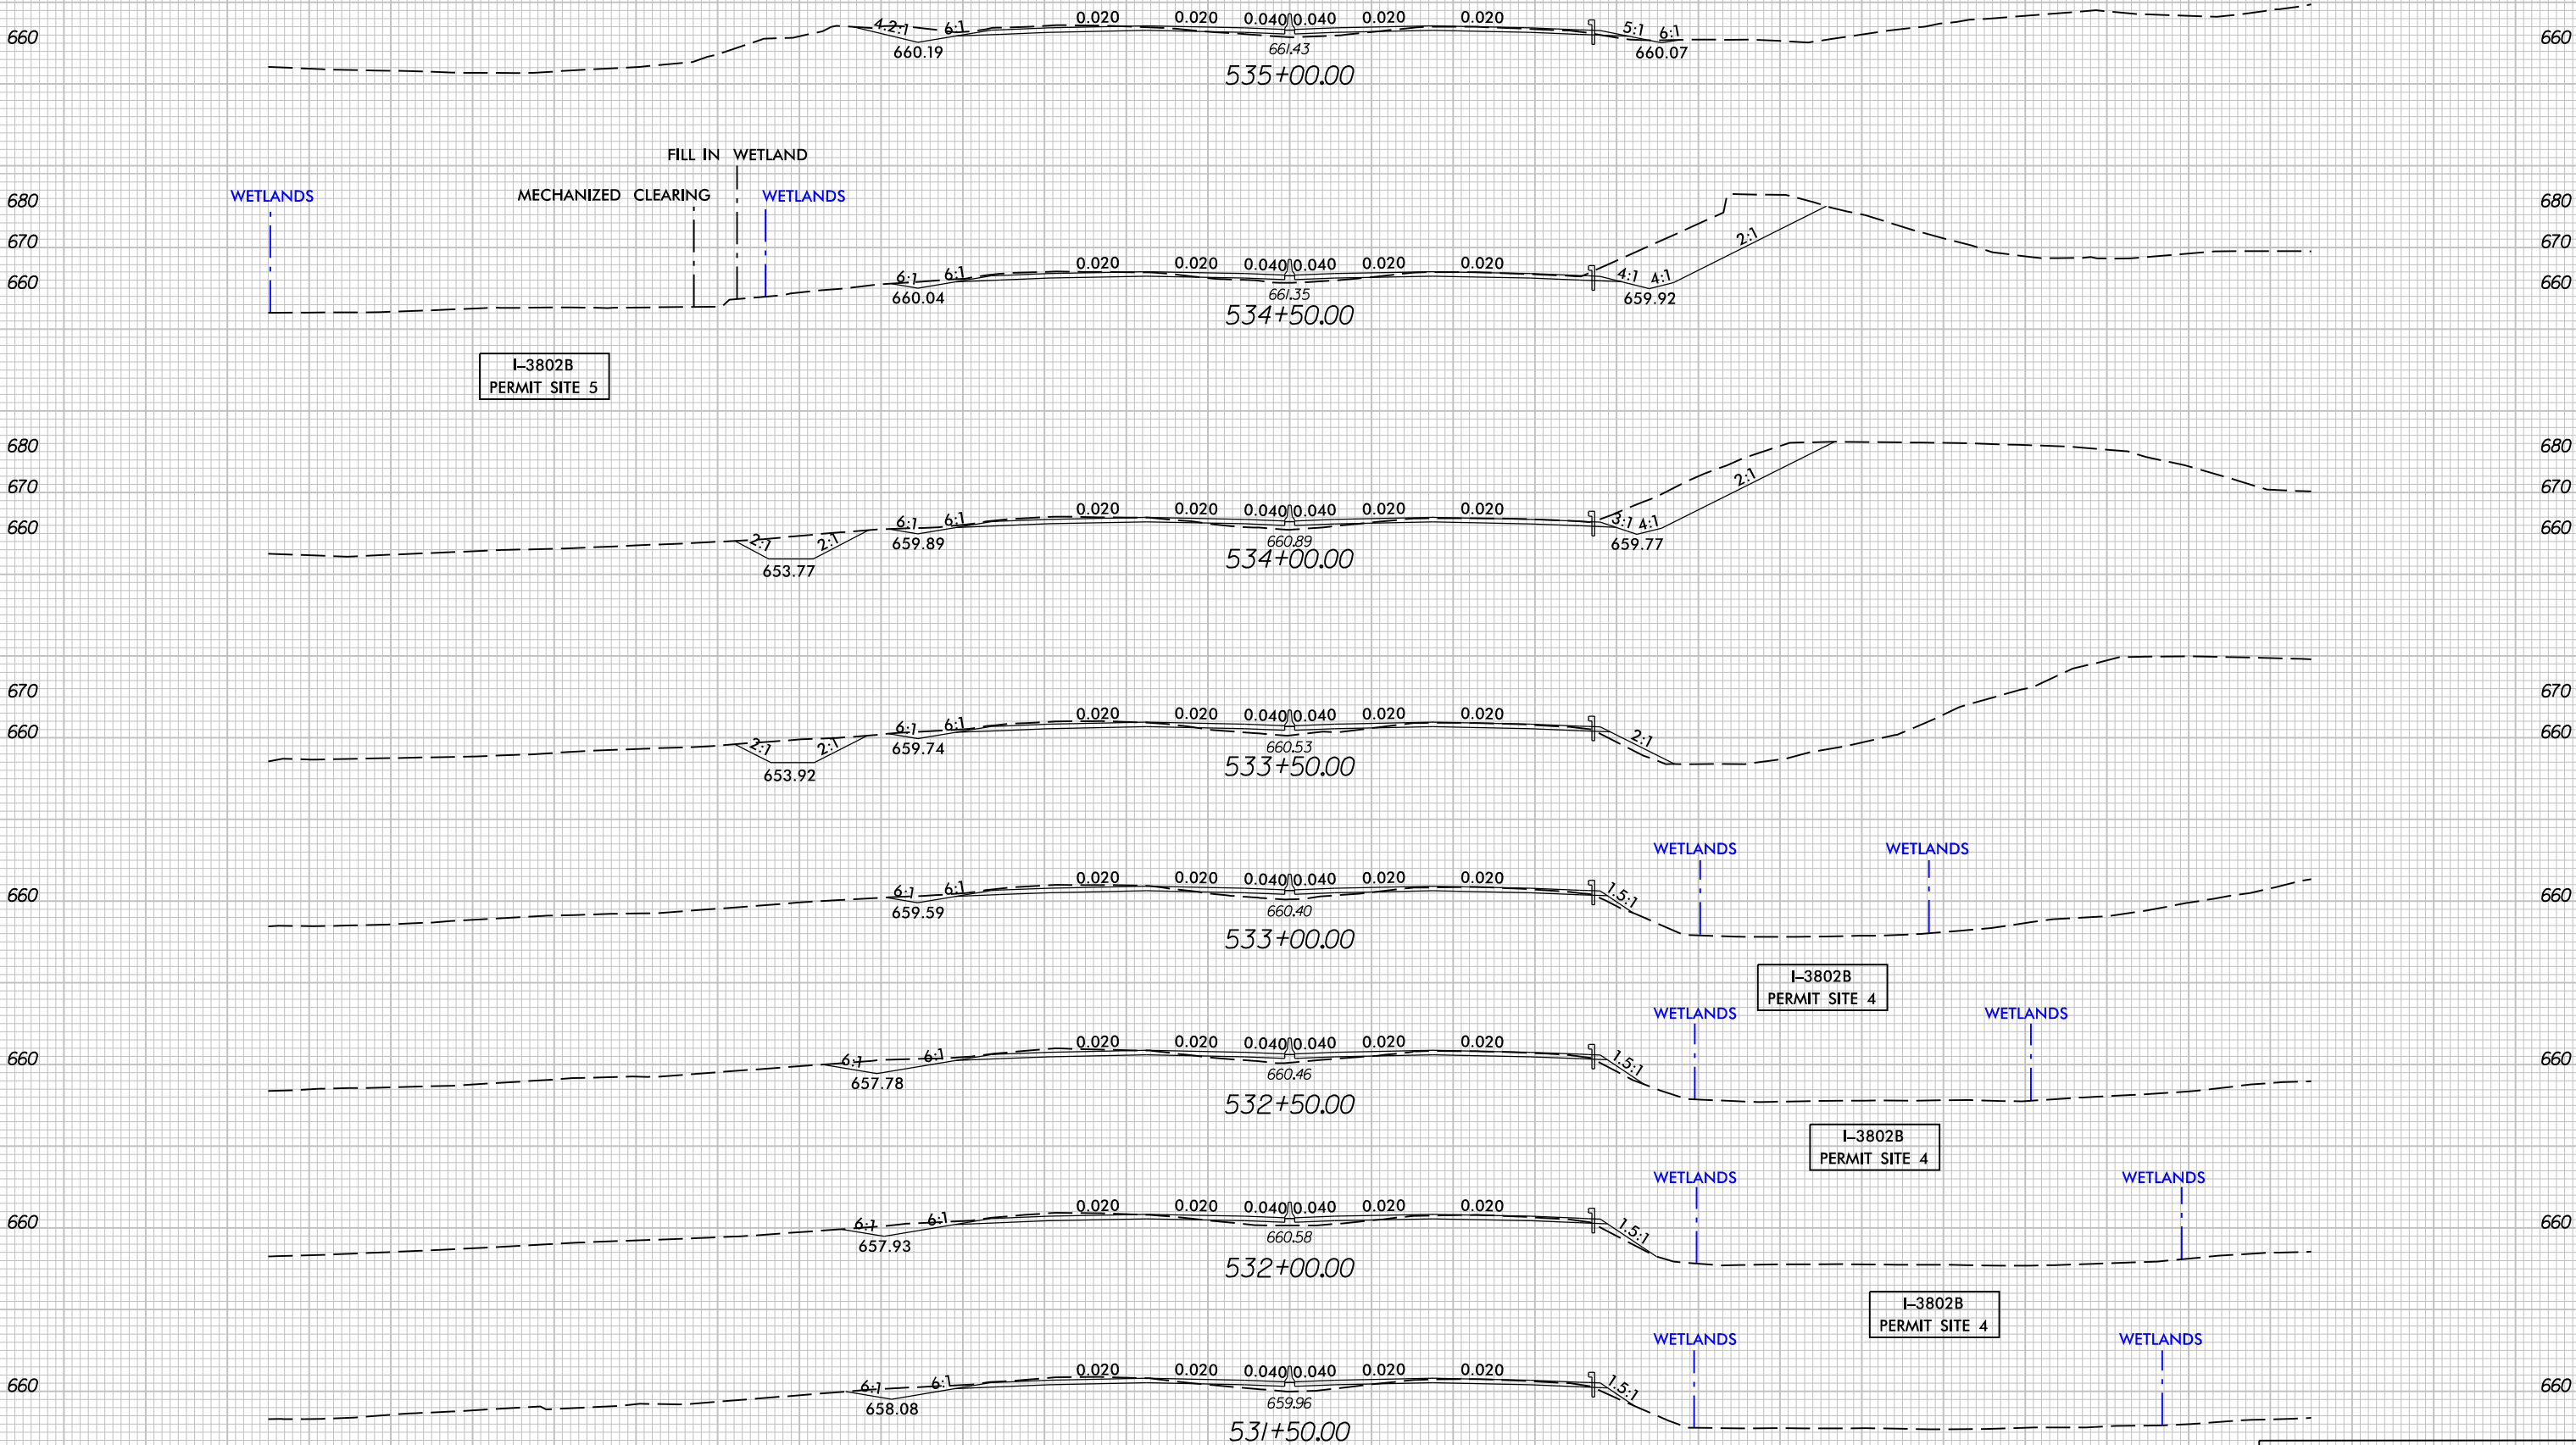 4.2:1 6:1 0.020 0.020 0.040 0.040 0.020 0.020 5:1 6:1
660 660.19 661.43 660.07 660
535+00.00
FILL IN WETLAND
WETLANDS MECHANIZED CLEARING WETLANDS
680 680
670 2:1 670
6:1 6:1 0.020 0.020 0.040 0.040 0.020 0.020 4:1 4:1
660 660
660.04 661.35 659.92
534+50.00
I-3802B
PERMIT SITE 5
680 680
670 2:1 670
6:1 6:1 0.020 0.020 0.040 0.040 0.020 0.020 3:1 4:1
660 660
2:1 2:1 659.89 660.89 659.77
653.77 534+00.00
670 670
6:1 6:1 0.020 0.020 0.040 0.040 0.020 0.020
660 660
2:1 2:1 659.74 660.53 2:1
653.92 533+50.00
WETLANDS WETLANDS
6:1 6:1 0.020 0.020 0.040 0.040 0.020 0.020 1.5:1
660 660
659.59 660.40
533+00.00
I-3802B
PERMIT SITE 4
WETLANDS WETLANDS
6:1 6:1 0.020 0.020 0.040 0.040 0.020 0.020 1.5:1
660 660
657.78 660.46
532+50.00
I-3802B
PERMIT SITE 4
WETLANDS WETLANDS
6:1 6:1 0.020 0.020 0.040 0.040 0.020 0.020 1.5:1
660 660
657.93 660.58
532+00.00
I-3802B
PERMIT SITE 4
WETLANDS WETLANDS
6:1 6:1 0.020 0.020 0.040 0.040 0.020 0.020 1.5:1
660 660
658.08 659.96
531+50.00